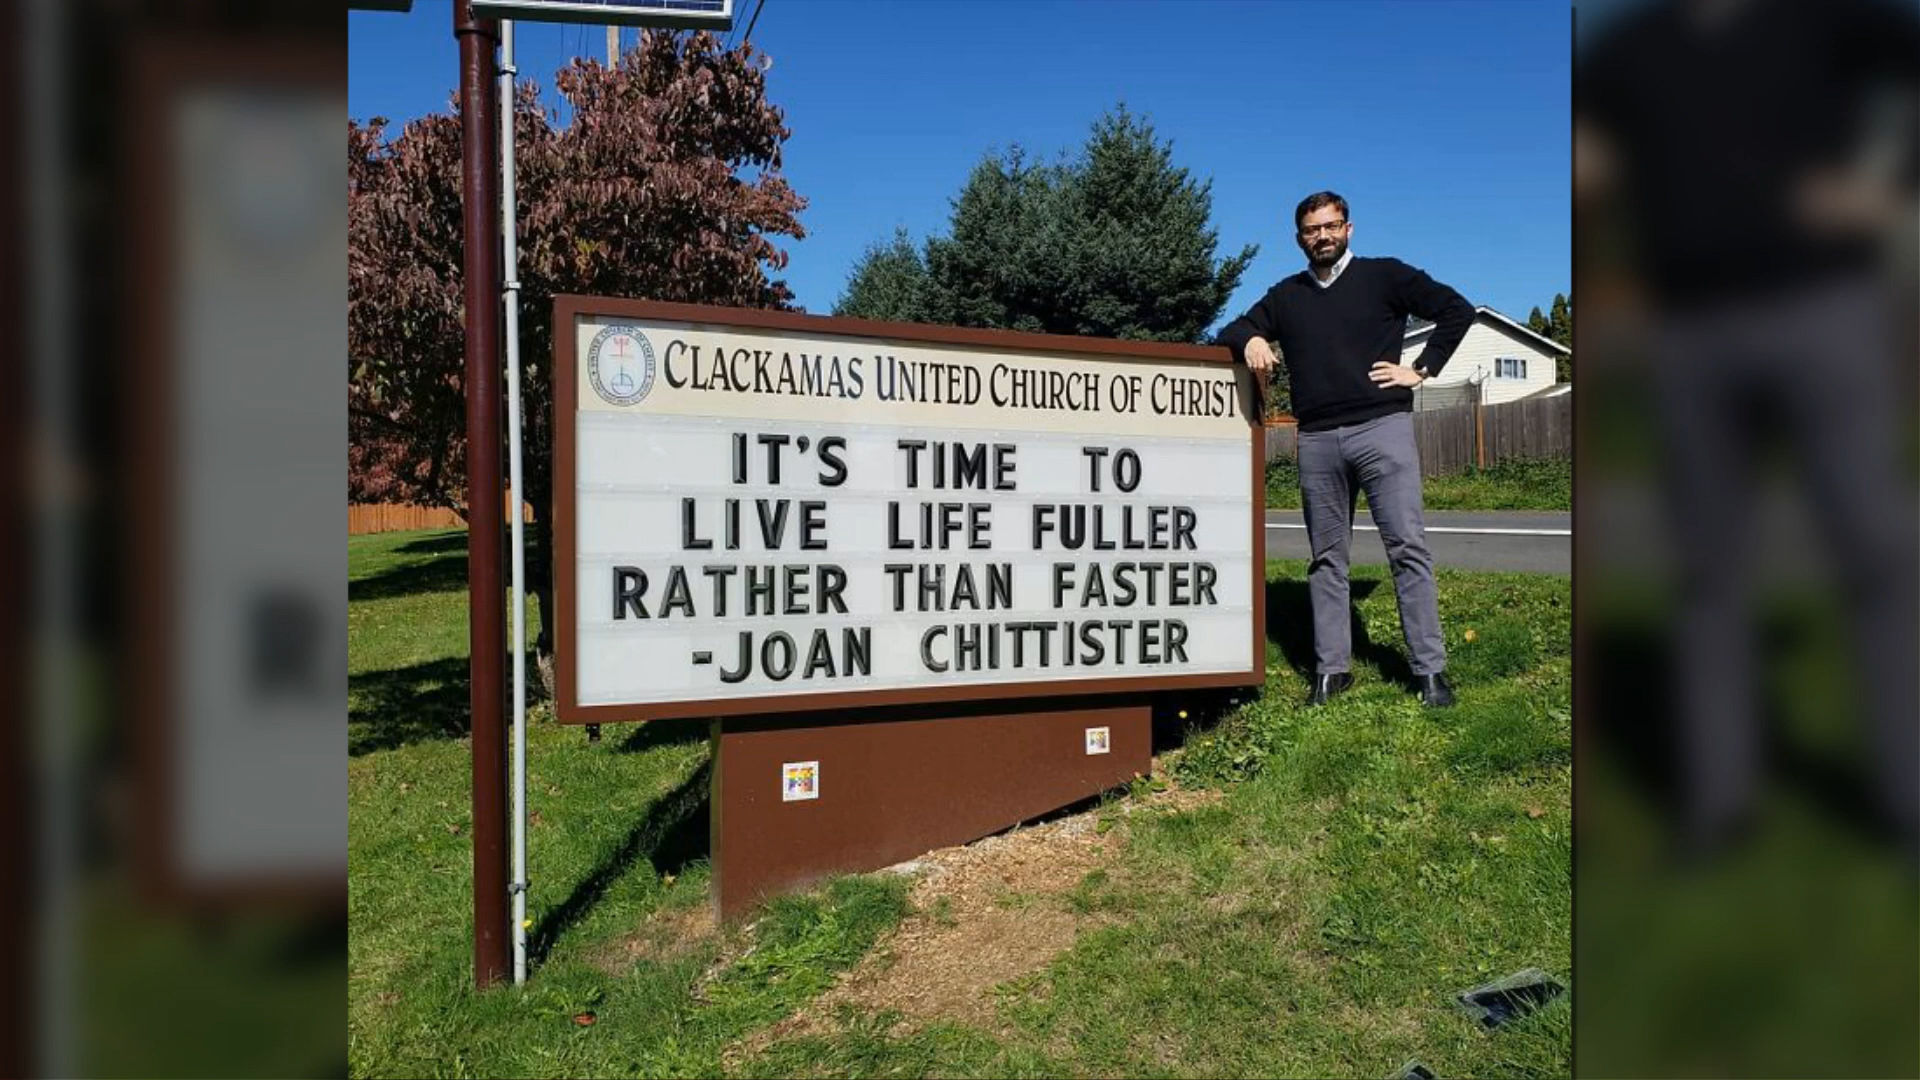 CLACKAMAS UNITED CHURCH OF CHRIST
IT'S TIME TO
LIVE LIFE FULLER
RATHER THAN FASTER
-JOAN CHITTISTER